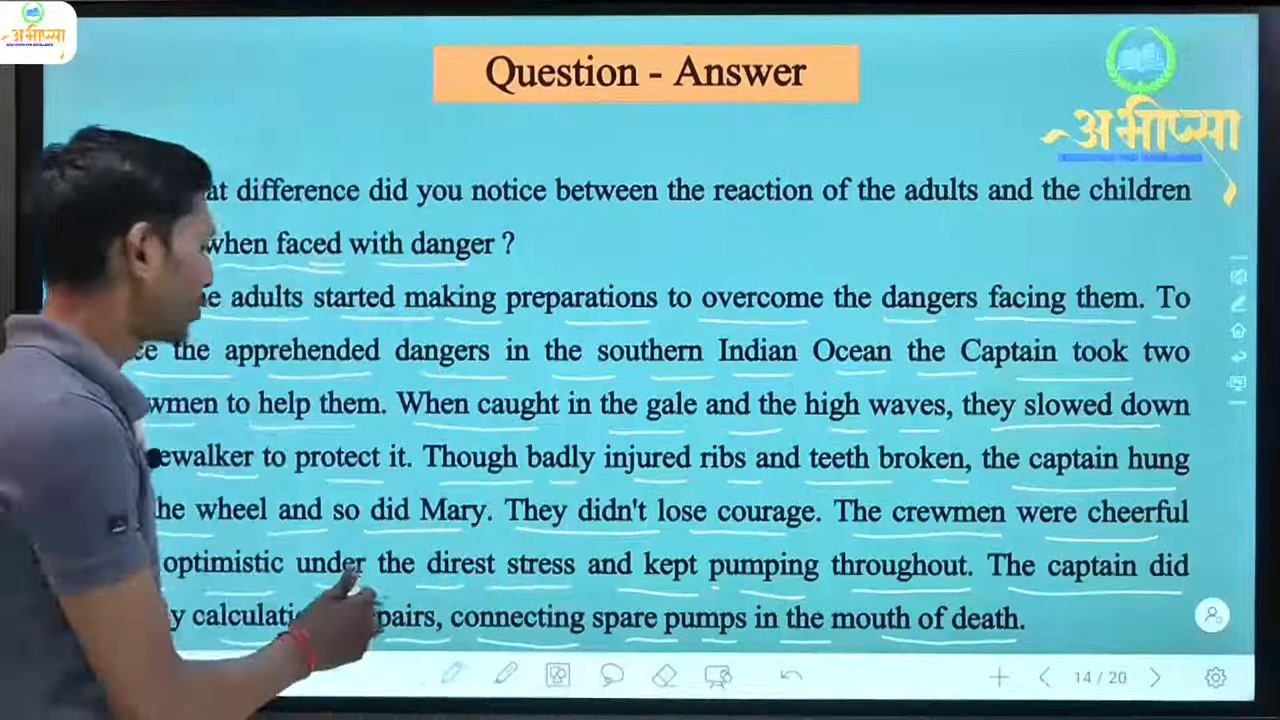 अभीप्सा
Question - Answer
अभीप्सा
at difference did you notice between the reaction of the adults and the children
when faced with danger ?
e adults started making preparations to overcome the dangers facing them. To
ce the apprehended dangers in the southern Indian Ocean the Captain took two
wmen to help them. When caught in the gale and the high waves, they slowed down
ewalker to protect it. Though badly injured ribs and teeth broken, the captain hung
he wheel and so did Mary. They didn't lose courage. The crewmen were cheerful
optimistic under the direst stress and kept pumping throughout. The captain did
y calculati pairs, connecting spare pumps in the mouth of death.
14 / 20